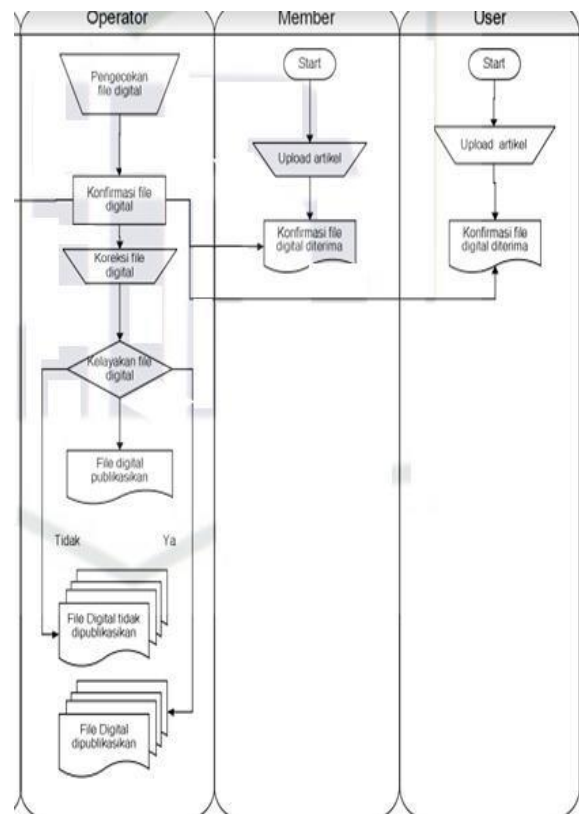 Operator
Member
User
Pengecekan
file digital
Konfirmasi file
digital
Koreksi file
digital
Kelayakan file
digital
File digital
publikasikan
Tidak
Ya
File Digital tidak
dipublikasikan
File Digital
dipublikasikan
Start
Upload artikel
Konfirmasi file
digital diterima
Start
Upload artikel
Konfirmasi file
digital diterima